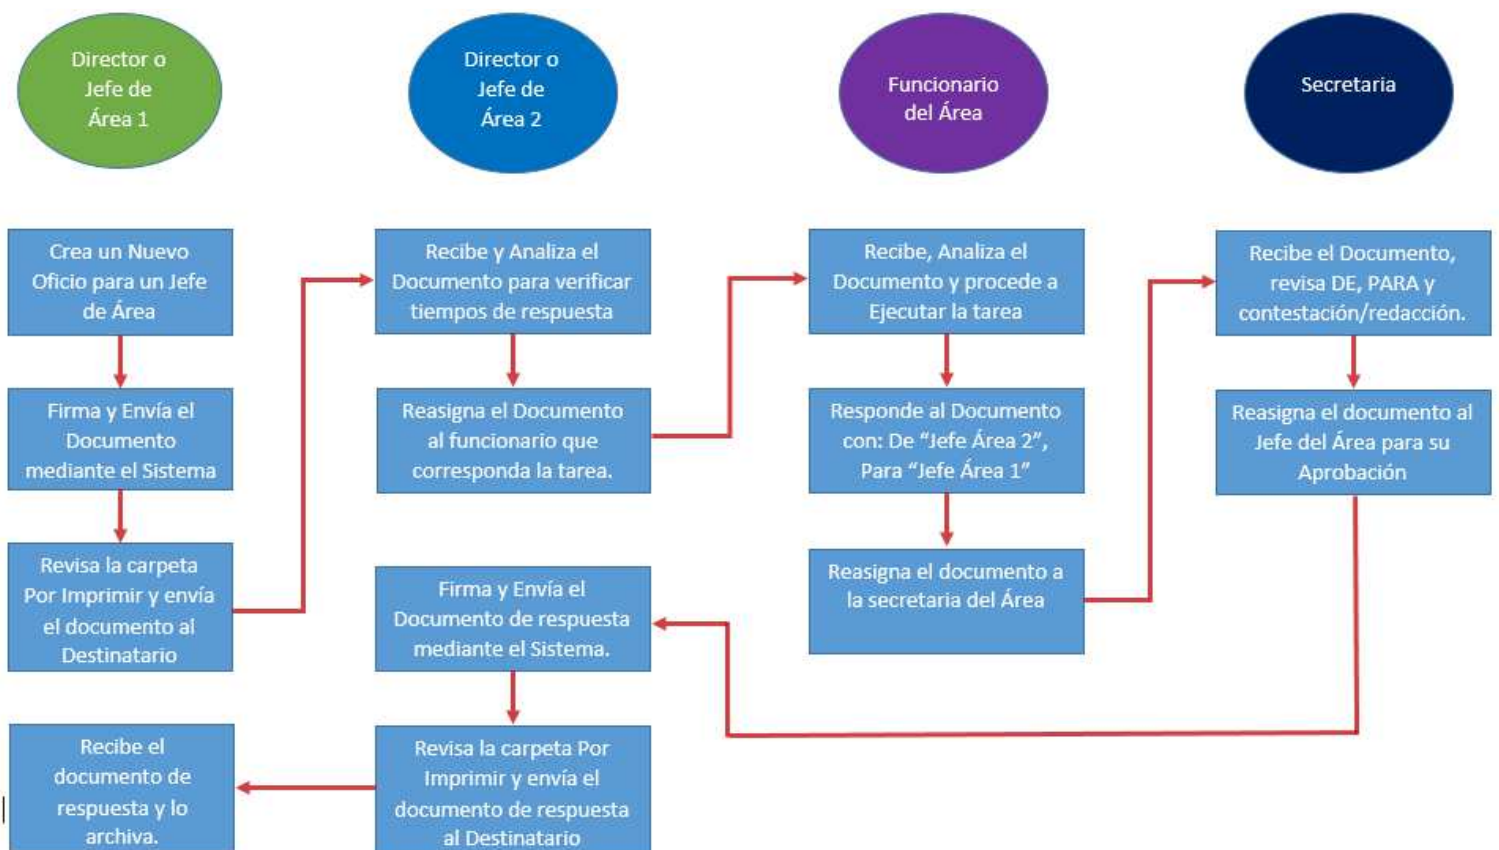 Director o
Jefe de
Área 1
Director o
Jefe de
Área 2
Funcionario
del Área
Secretaria
Crea un Nuevo
Oficio para un Jefe
de Área
Firma y Envía el
Documento
mediante el Sistema
Revisa la carpeta
Por Imprimir y envía
el documento al
Destinatario
Recibe y Analiza el
Documento para verificar
tiempos de respuesta
Reasigna el Documento
al funcionario que
corresponda la tarea.
Recibe, Analiza el
Documento y procede a
Ejecutar la tarea
Responde al Documento
con: De “Jefe Área 2”,
Para “Jefe Área 1”
Reasigna el documento a
la secretaria del Área
Recibe el Documento,
revisa DE, PARA y
contestación/redacción.
Reasigna el documento al
Jefe del Área para su
Aprobación
Firma y Envía el
Documento de respuesta
mediante el Sistema.
Revisa la carpeta Por
Imprimir y envía el
documento de respuesta
al Destinatario
Recibe el
documento de
respuesta y lo
archiva.